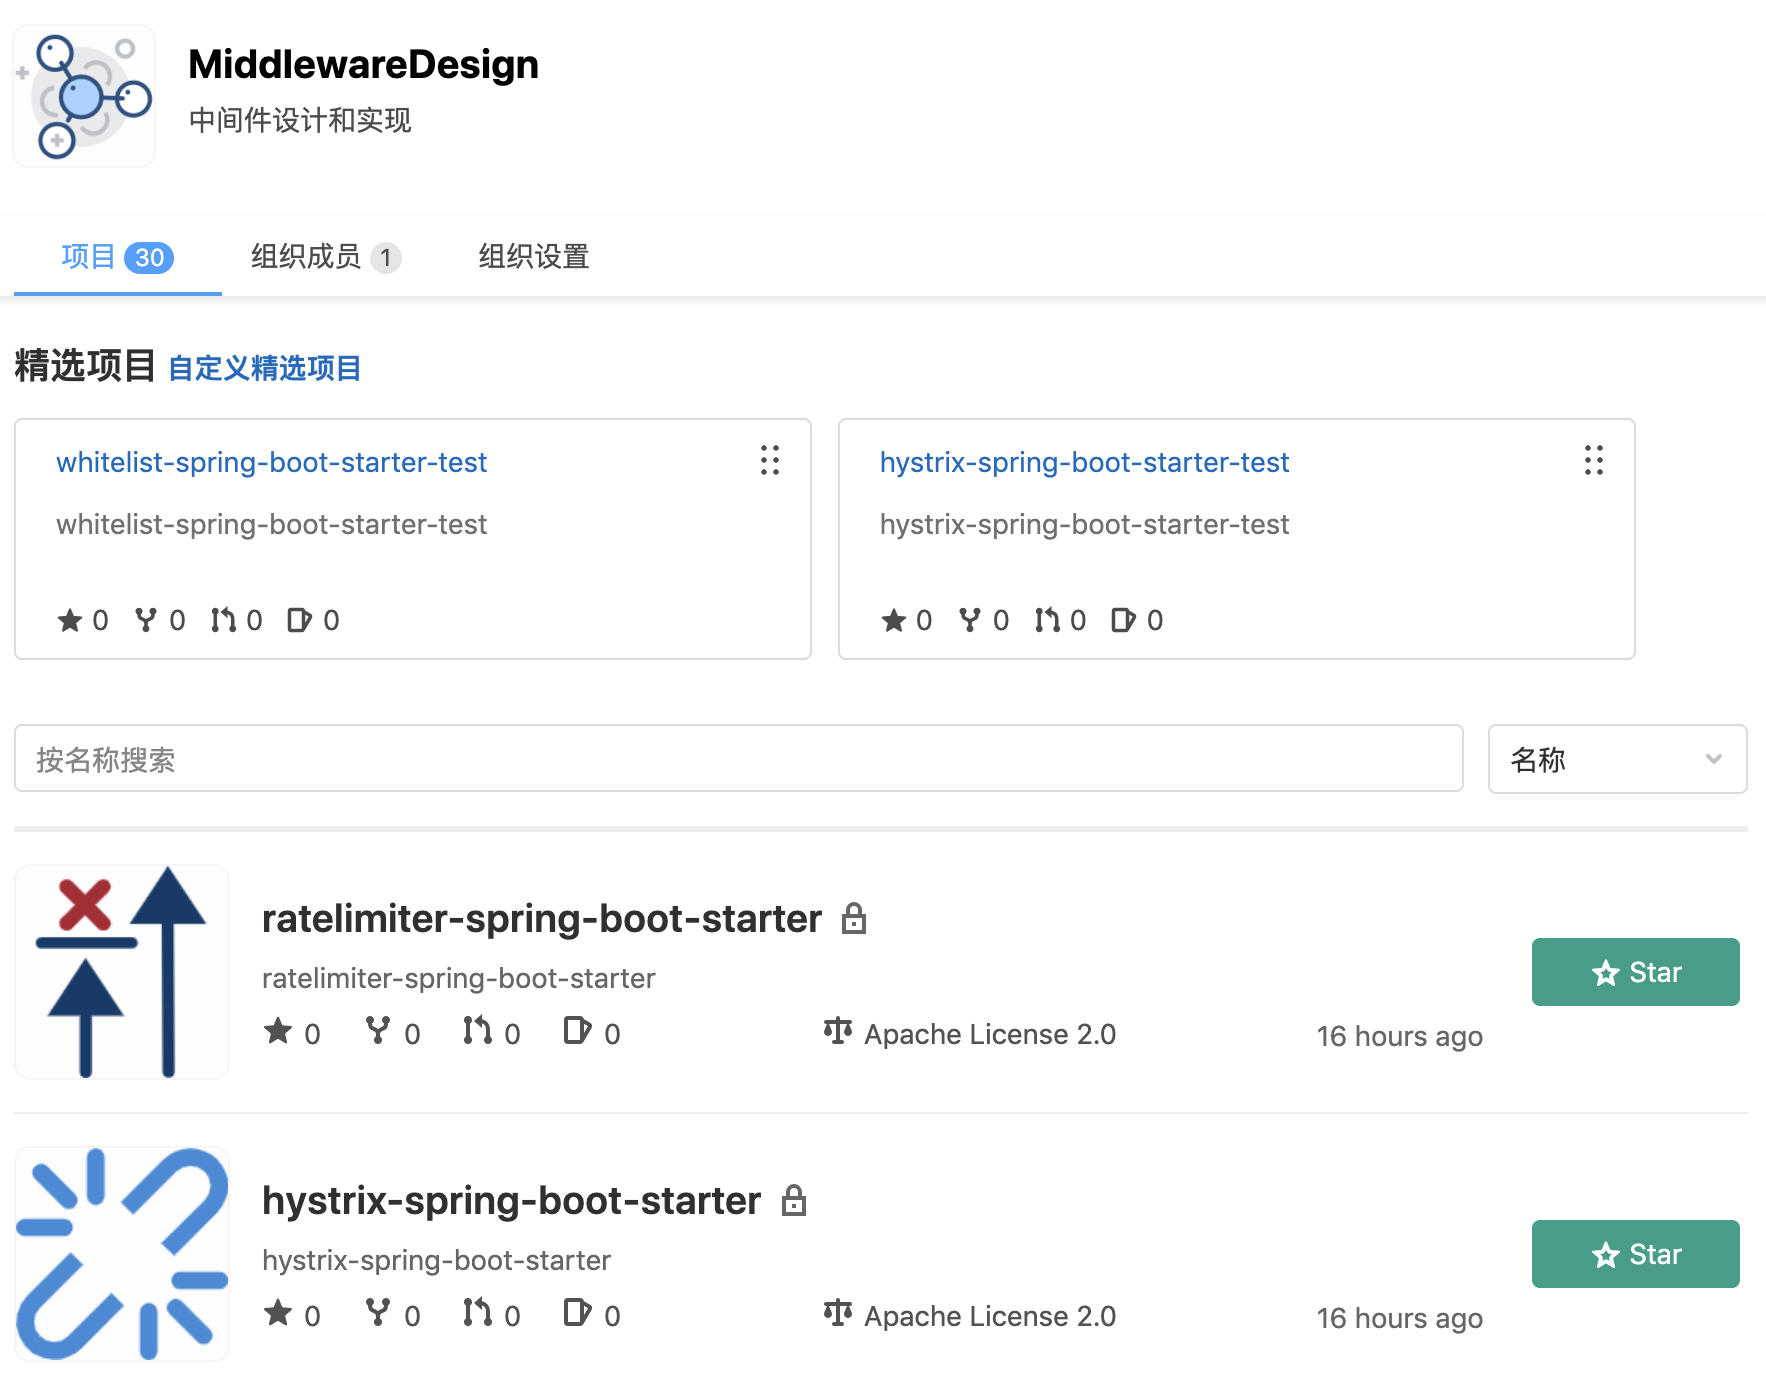 MiddlewareDesign
中间件设计和实现
项目 30 组织成员 1 组织设置
精选项目 自定义精选项目
whitelist-spring-boot-starter-test
whitelist-spring-boot-starter-test
0 0 0 0
hystrix-spring-boot-starter-test
hystrix-spring-boot-starter-test
0 0 0 0
按名称搜索 名称
ratelimiter-spring-boot-starter
ratelimiter-spring-boot-starter
0 0 0 0 Apache License 2.0 16 hours ago
Star
hystrix-spring-boot-starter
hystrix-spring-boot-starter
0 0 0 0 Apache License 2.0 16 hours ago
Star